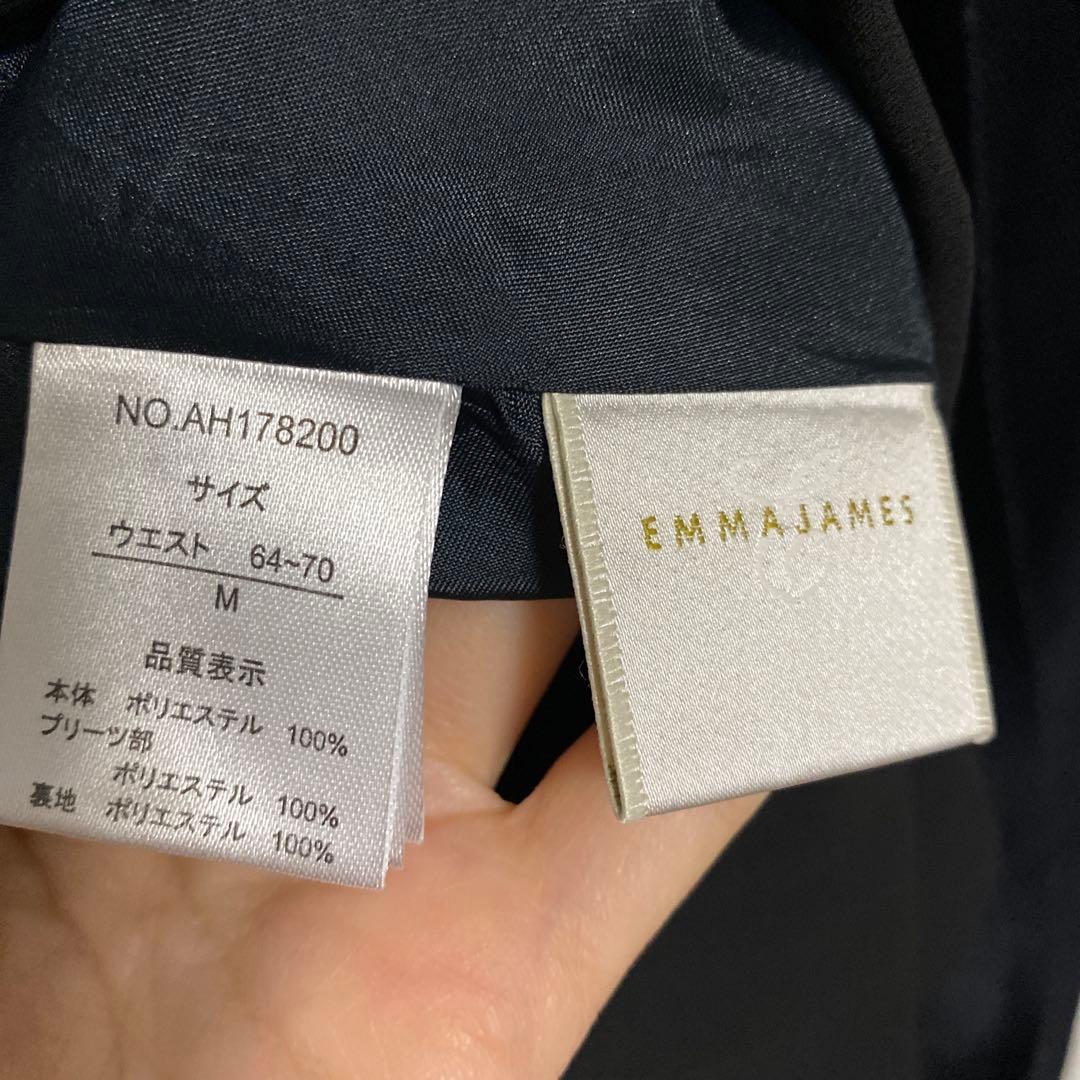 NO.AH178200
サイズ
ウエスト 64~70
M
品質表示
本体 ポリエステル 100%
プリーツ部
ポリエステル 100%
裏地 ポリエステル 100%
EMMAJAMES